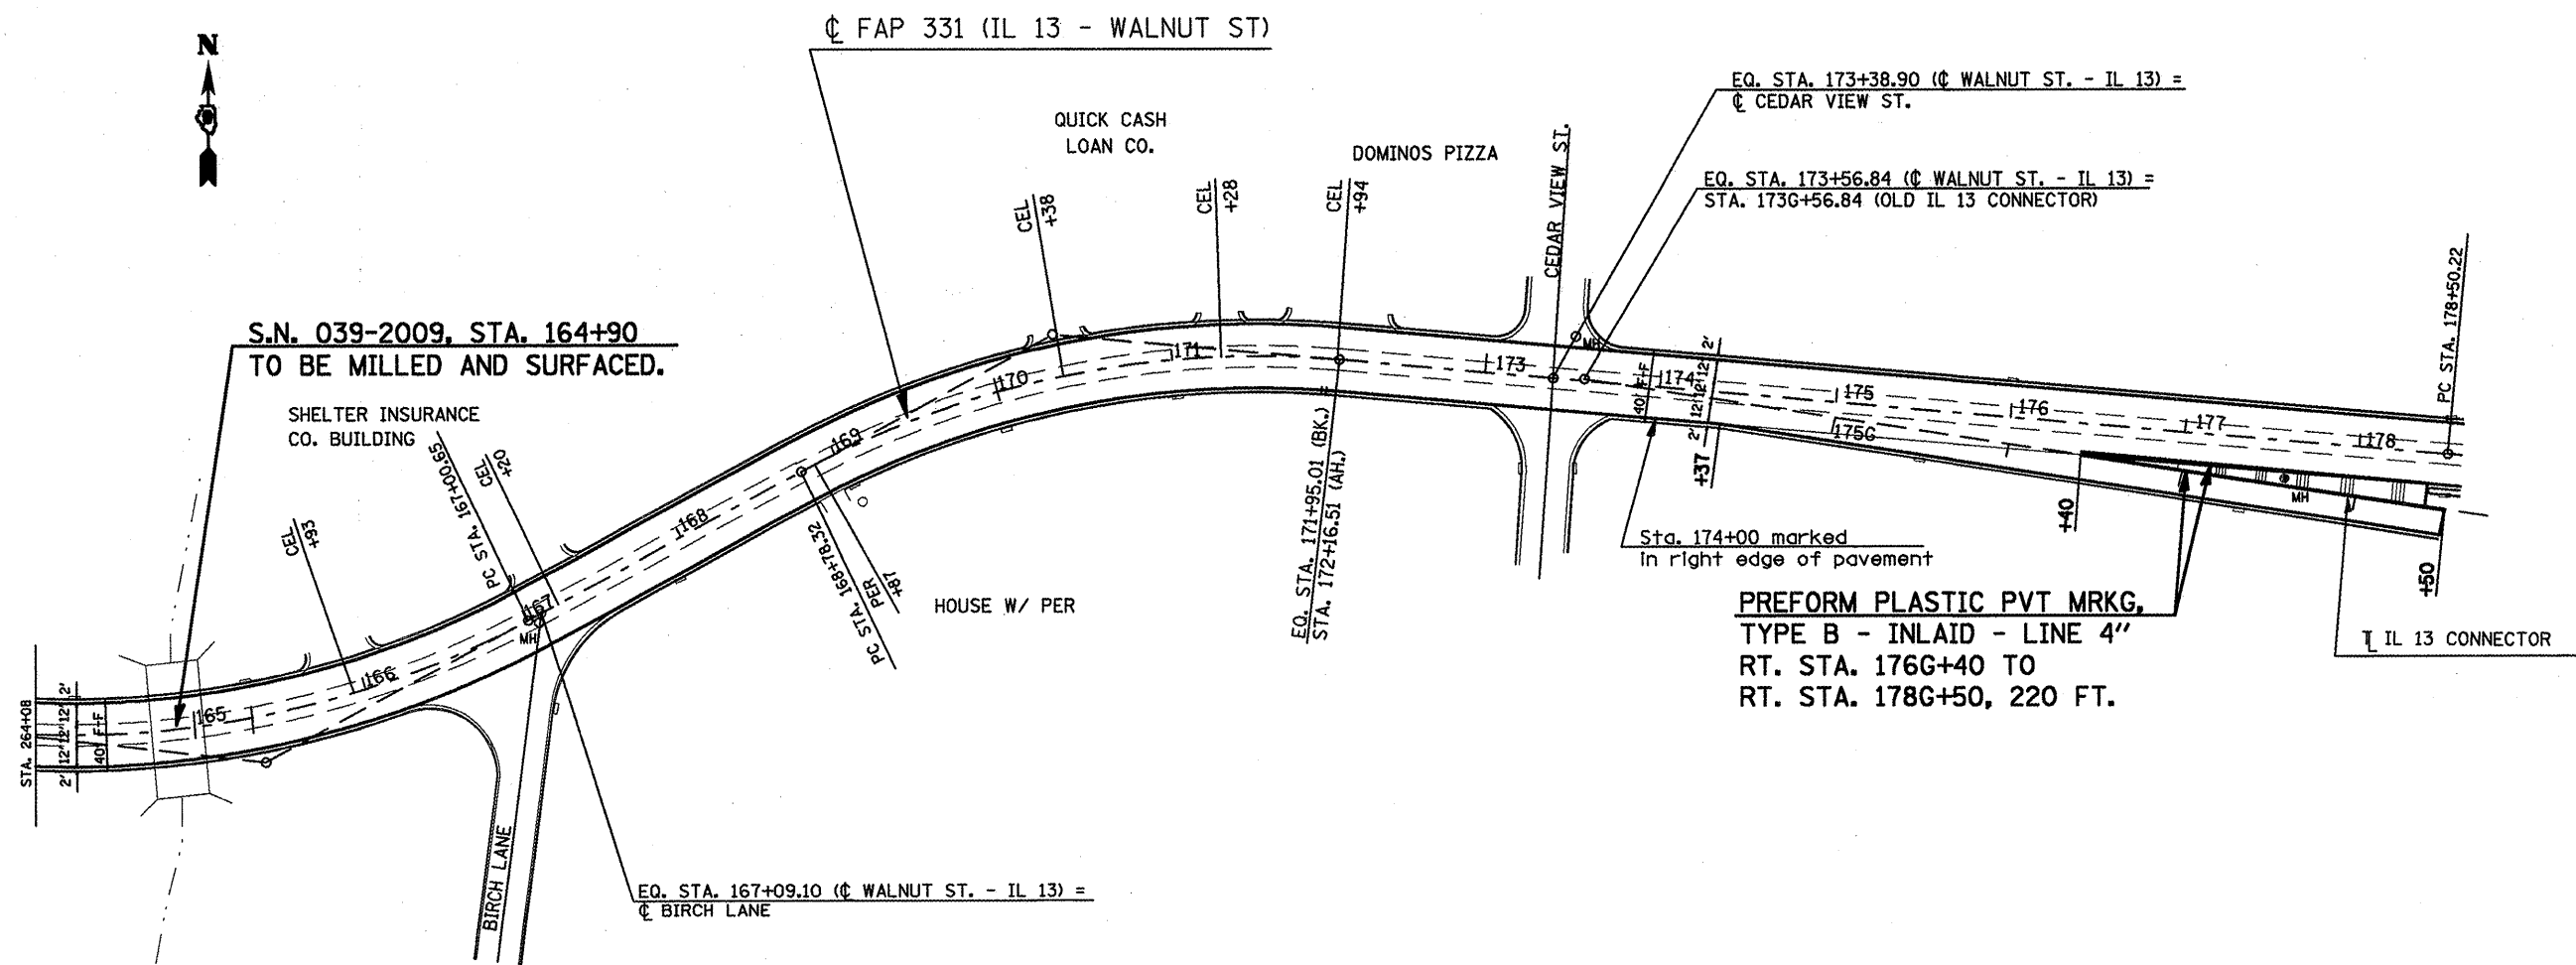 ℄ FAP 331 (IL 13 - WALNUT ST)
N
EQ. STA. 173+38.90 (℄ WALNUT ST. - IL 13) =
℄ CEDAR VIEW ST.
QUICK CASH
LOAN CO.
DOMINOS PIZZA
CEDAR VIEW ST.
EQ. STA. 173+56.84 (℄ WALNUT ST. - IL 13) =
STA. 173G+56.84 (OLD IL 13 CONNECTOR)
CEL
+38
CEL
+28
CEL
+94
PC STA. 178+50.22
S.N. 039-2009, STA. 164+90
TO BE MILLED AND SURFACED.
SHELTER INSURANCE
CO. BUILDING
PC STA. 167+00.65
CEL
+20
CEL
+93
165
166
167
168
169
170
171
173
174
175
176
177
178
175G
MH
MH
MH
40' F-F
2' 12' 12' 12' 2'
+37
+40
+50
EQ. STA. 171+95.01 (BK.)
STA. 172+16.51 (AH.)
PC STA. 168+78.32
PER
+87
HOUSE W/ PER
Sta. 174+00 marked
in right edge of pavement
PREFORM PLASTIC PVT MRKG,
TYPE B - INLAID - LINE 4"
RT. STA. 176G+40 TO
RT. STA. 178G+50, 220 FT.
IL 13 CONNECTOR
STA. 264+08
2' 12' 12' 12' 2'
40' F-F
BIRCH LANE
EQ. STA. 167+09.10 (℄ WALNUT ST. - IL 13) =
℄ BIRCH LANE